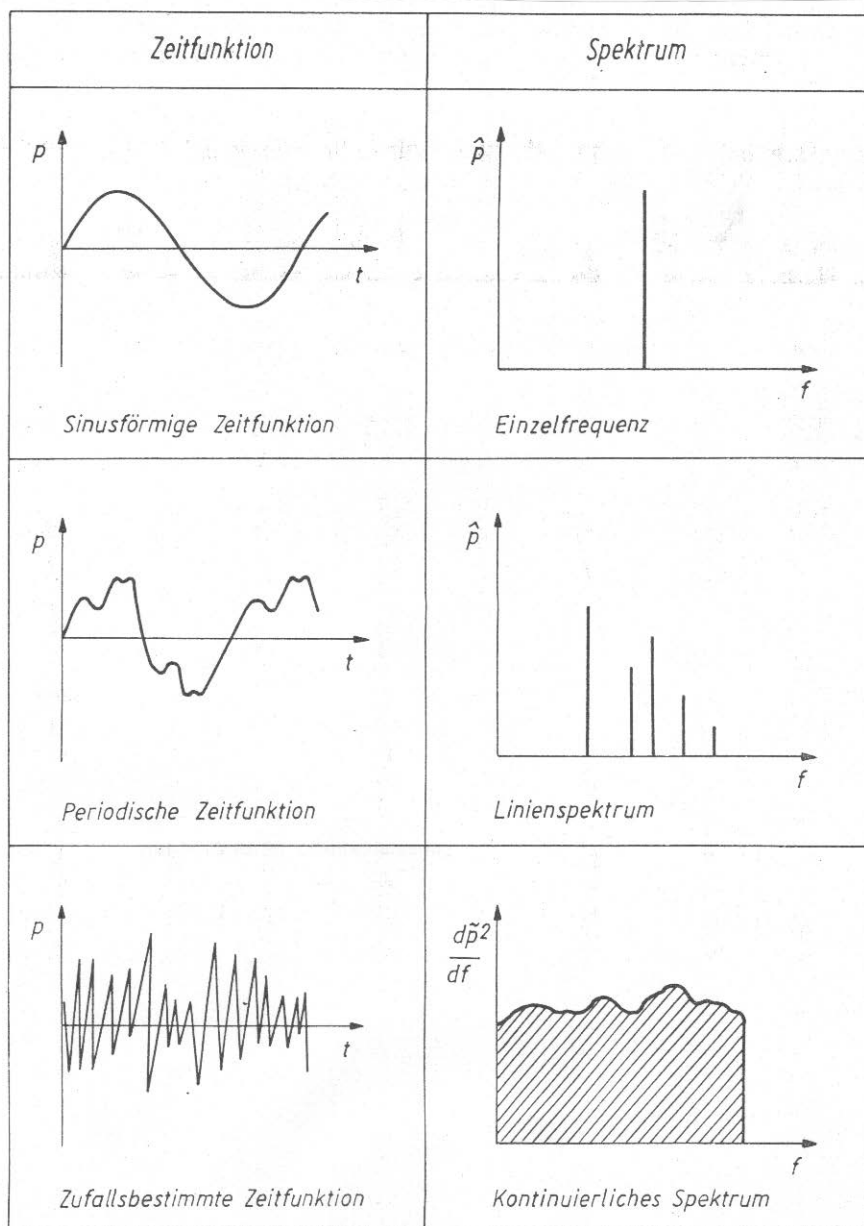 Zeitfunktion
Spektrum
p
t
Sinusförmige Zeitfunktion
p̂
f
Einzelfrequenz
p
t
Periodische Zeitfunktion
p̂
f
Linienspektrum
p
t
Zufallsbestimmte Zeitfunktion
dp̃²
df
f
Kontinuierliches Spektrum